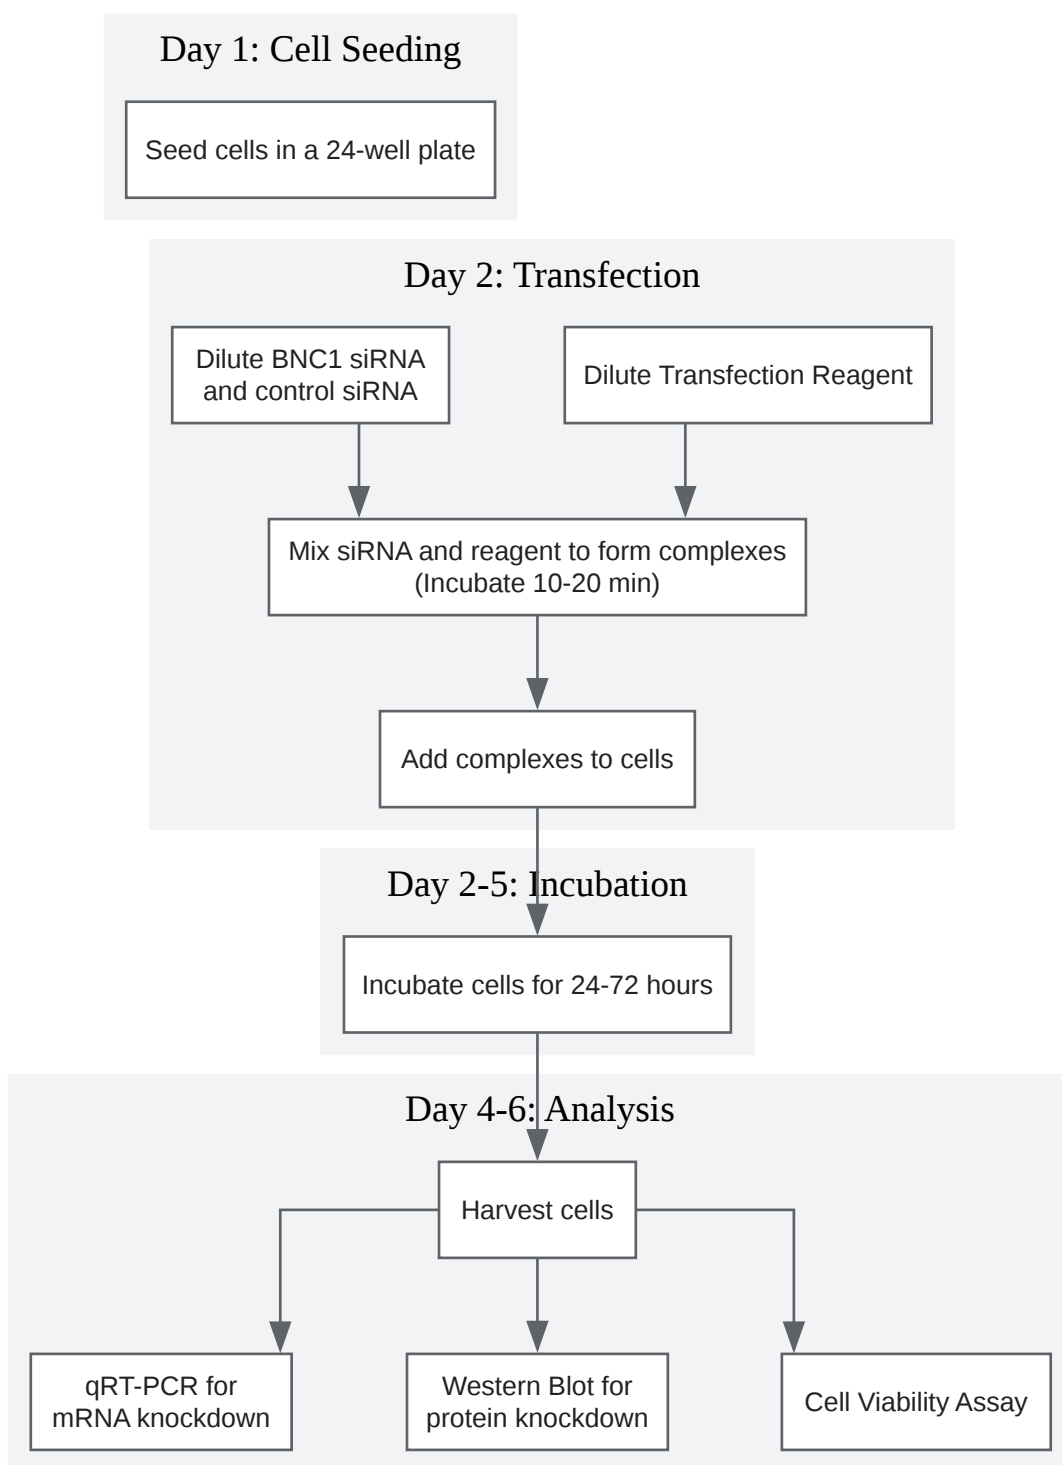 Day 1: Cell Seeding
Seed cells in a 24-well plate
Day 2: Transfection
Dilute BNC1 siRNA
and control siRNA
Dilute Transfection Reagent
Mix siRNA and reagent to form complexes
(Incubate 10-20 min)
Add complexes to cells
Day 2-5: Incubation
Incubate cells for 24-72 hours
Day 4-6: Analysis
Harvest cells
qRT-PCR for
mRNA knockdown
Western Blot for
protein knockdown
Cell Viability Assay